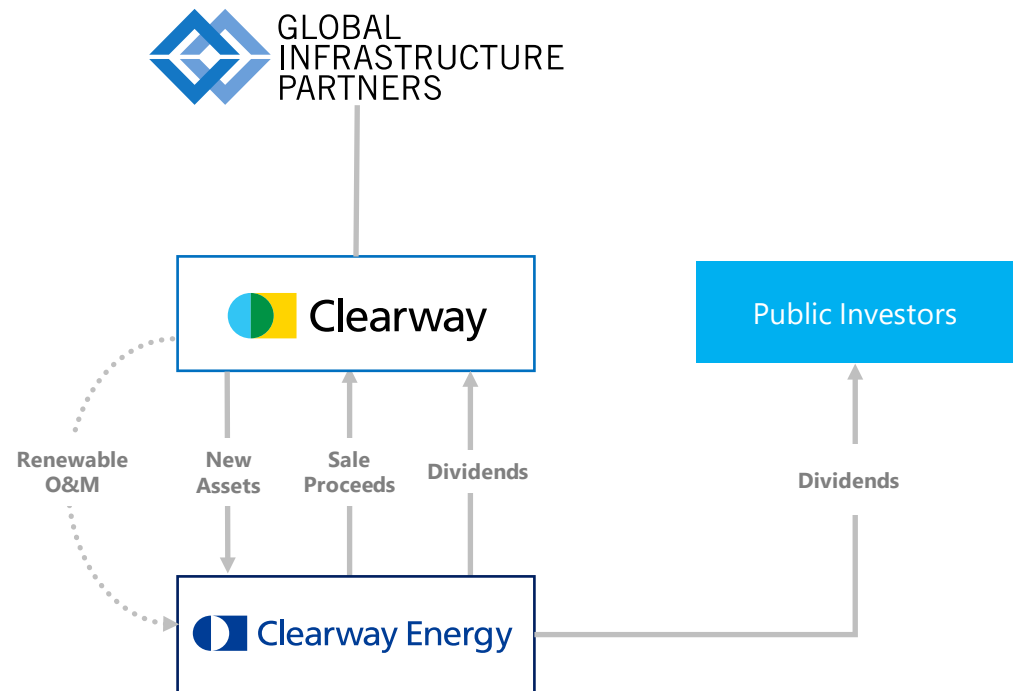 GLOBAL
INFRASTRUCTURE
PARTNERS
Clearway
Public Investors
Renewable
O&M
New
Assets
Sale
Proceeds
Dividends
Dividends
Clearway Energy